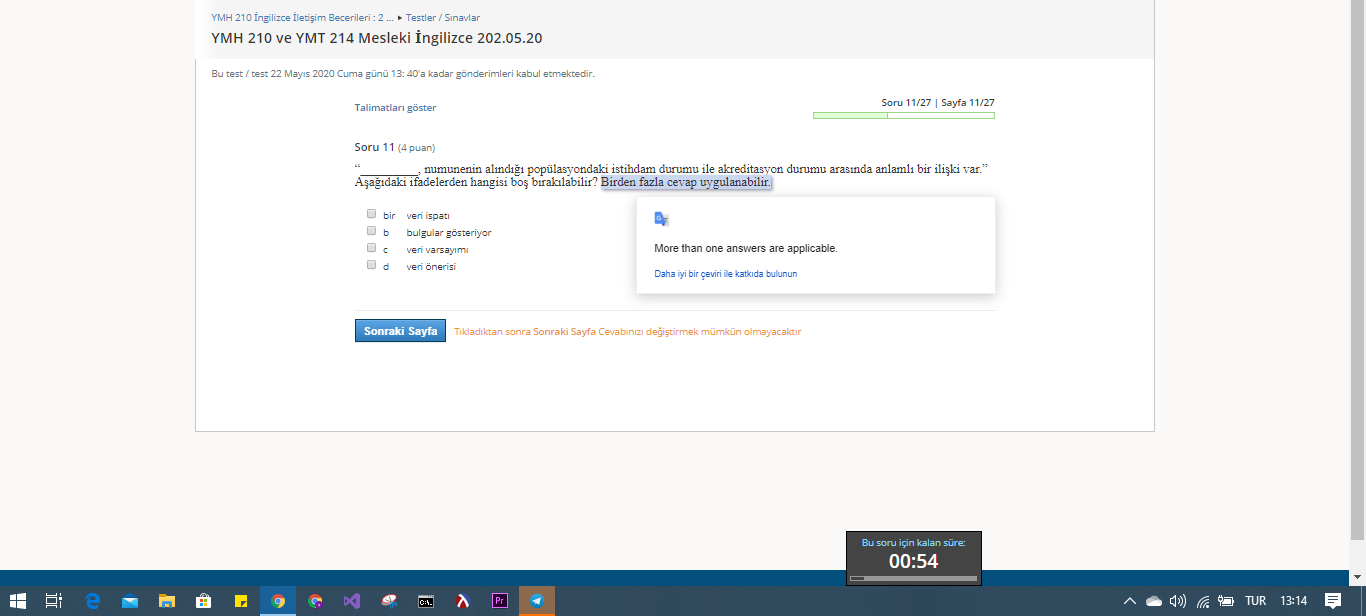 YMH 210 İngilizce İletişim Becerileri : 2 ... ▸ Testler / Sınavlar
YMH 210 ve YMT 214 Mesleki İngilizce 202.05.20
Bu test / test 22 Mayıs 2020 Cuma günü 13: 40'a kadar gönderimleri kabul etmektedir.
Talimatları göster
Soru 11/27 | Sayfa 11/27
Soru 11 (4 puan)
“_________, numunenin alındığı popülasyondaki istihdam durumu ile akreditasyon durumu arasında anlamlı bir ilişki var.”
Aşağıdaki ifadelerden hangisi boş bırakılabilir? Birden fazla cevap uygulanabilir.
bir veri ispatı
b bulgular gösteriyor
c veri varsayımı
d veri önerisi
More than one answers are applicable.
Daha iyi bir çeviri ile katkıda bulunun
Sonraki Sayfa
Tıkladıktan sonra Sonraki Sayfa Cevabınızı değiştirmek mümkün olmayacaktır
Bu soru için kalan süre:
00:54
Pr
TUR
13:14